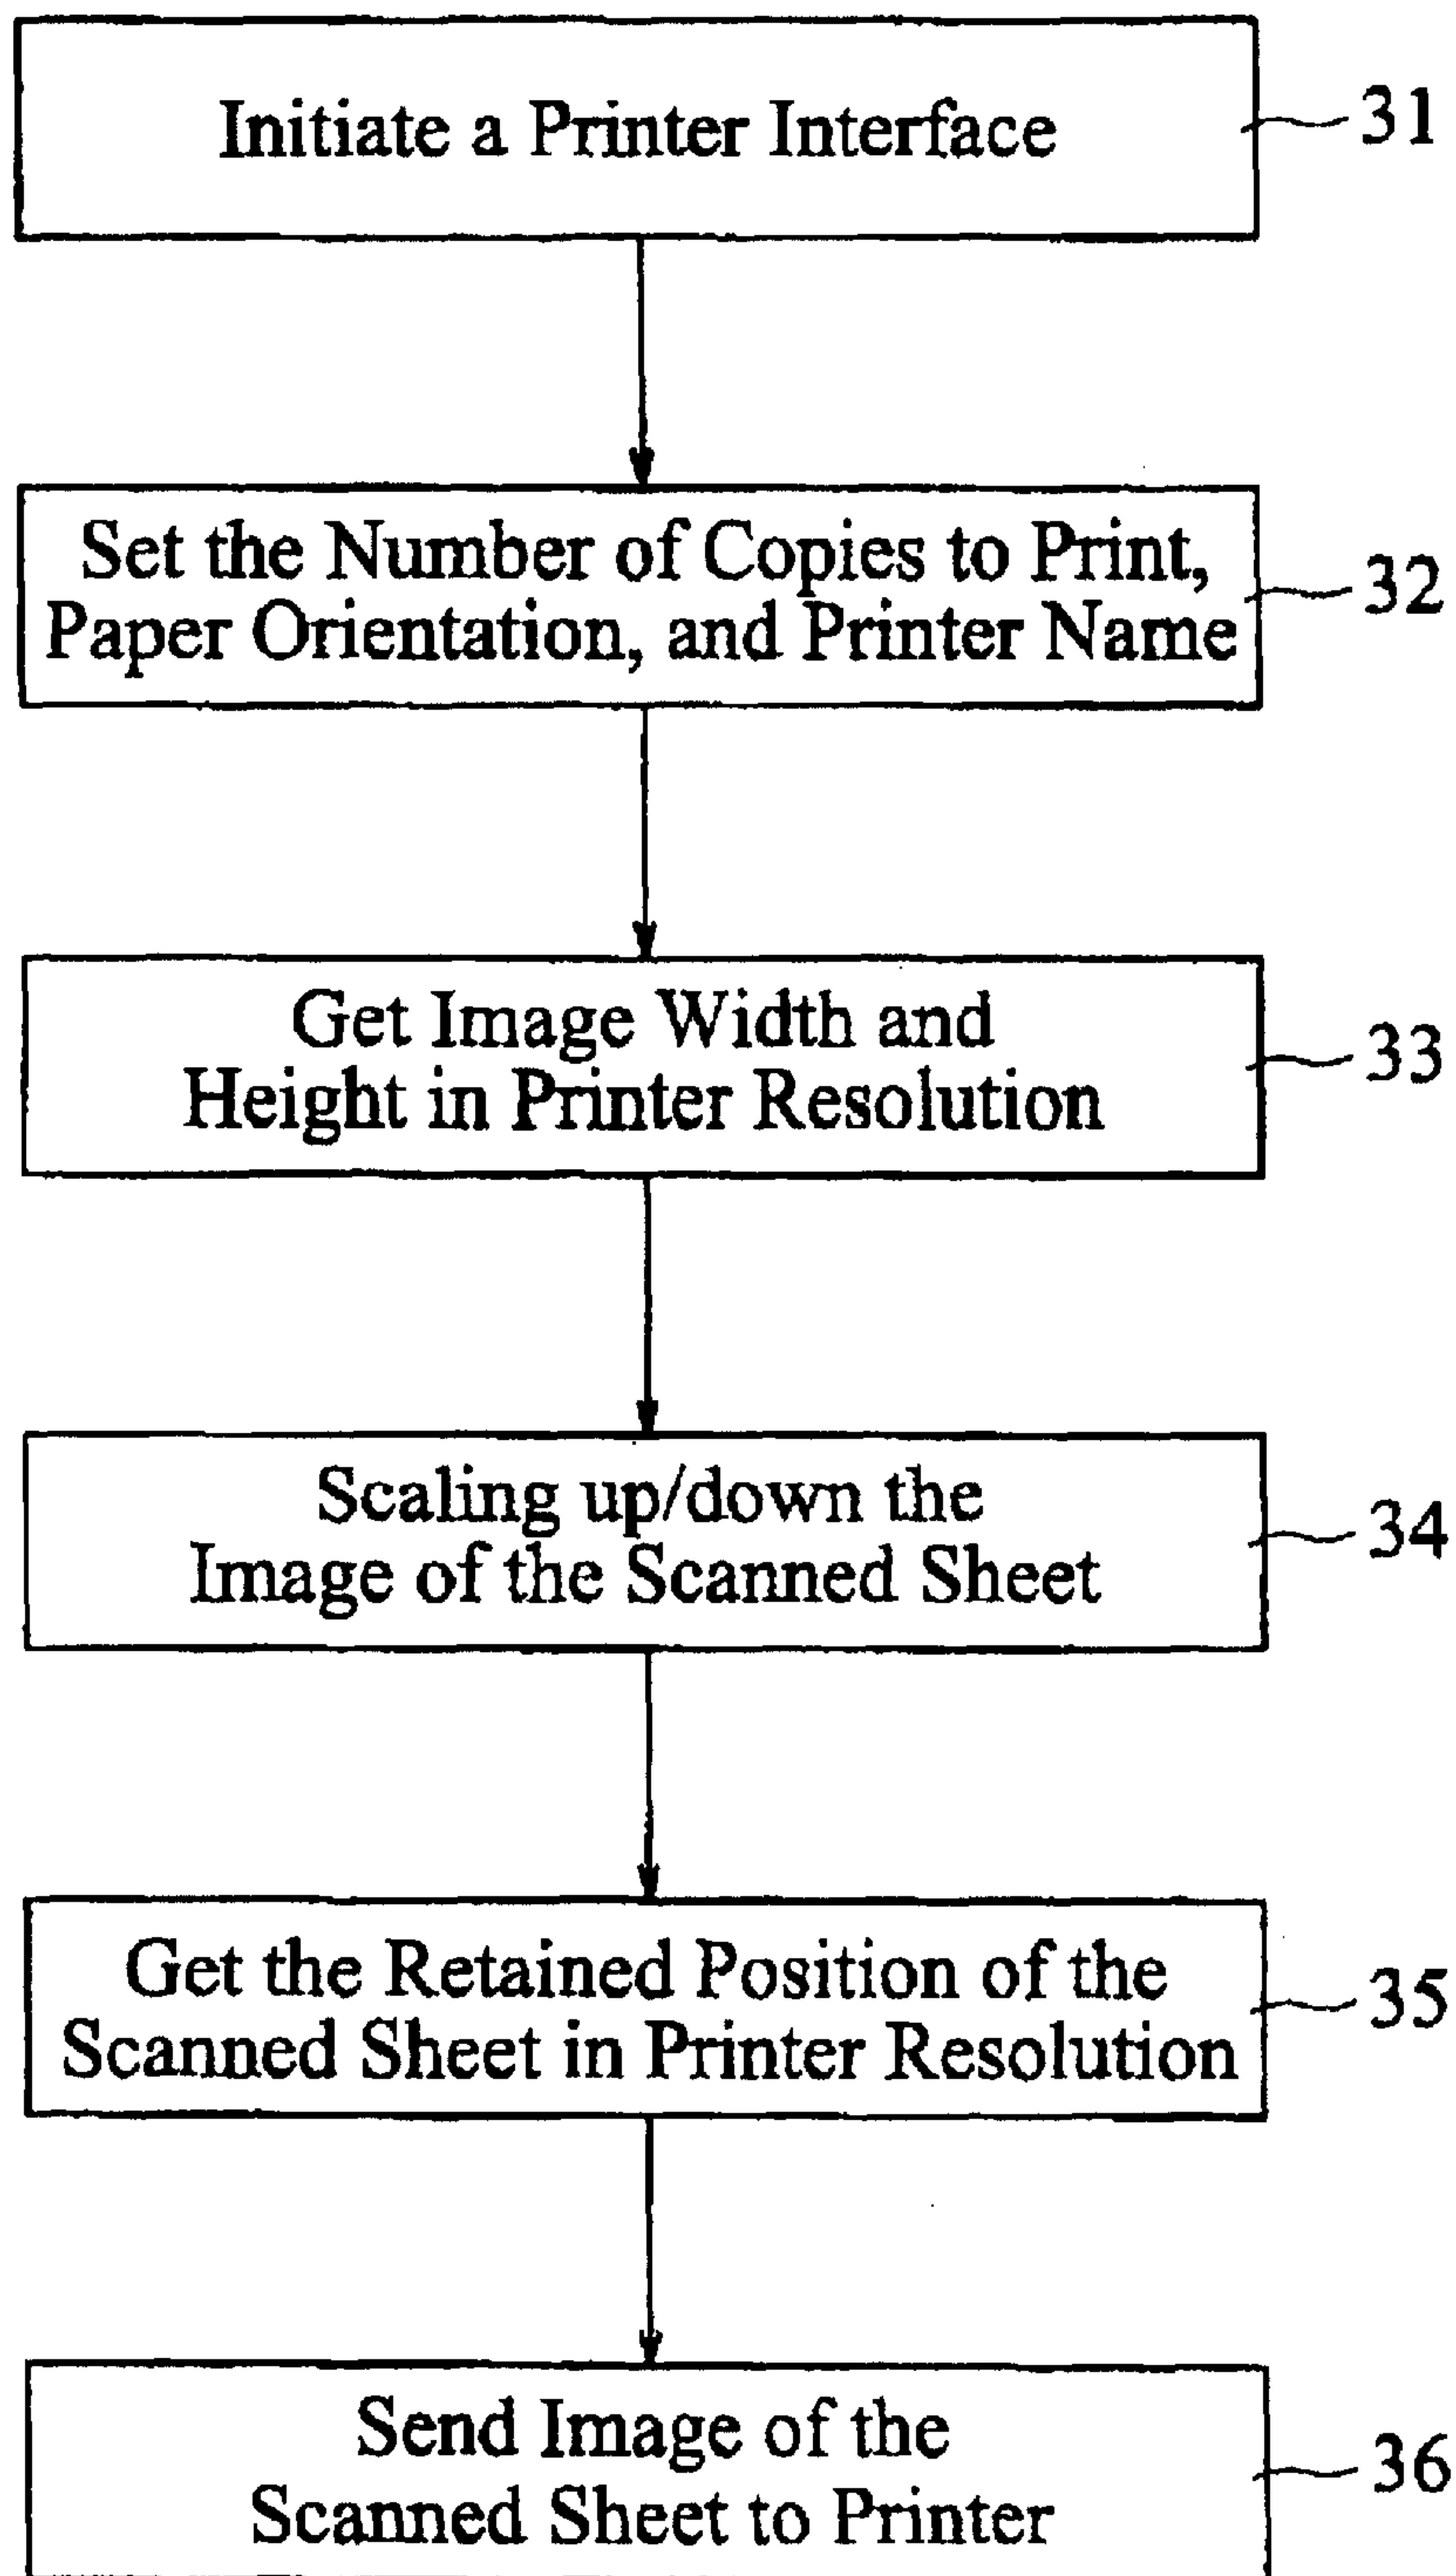 Initiate a Printer Interface
31
Set the Number of Copies to Print,
Paper Orientation, and Printer Name
32
Get Image Width and
Height in Printer Resolution
33
Scaling up/down the
Image of the Scanned Sheet
34
Get the Retained Position of the
Scanned Sheet in Printer Resolution
35
Send Image of the
Scanned Sheet to Printer
36